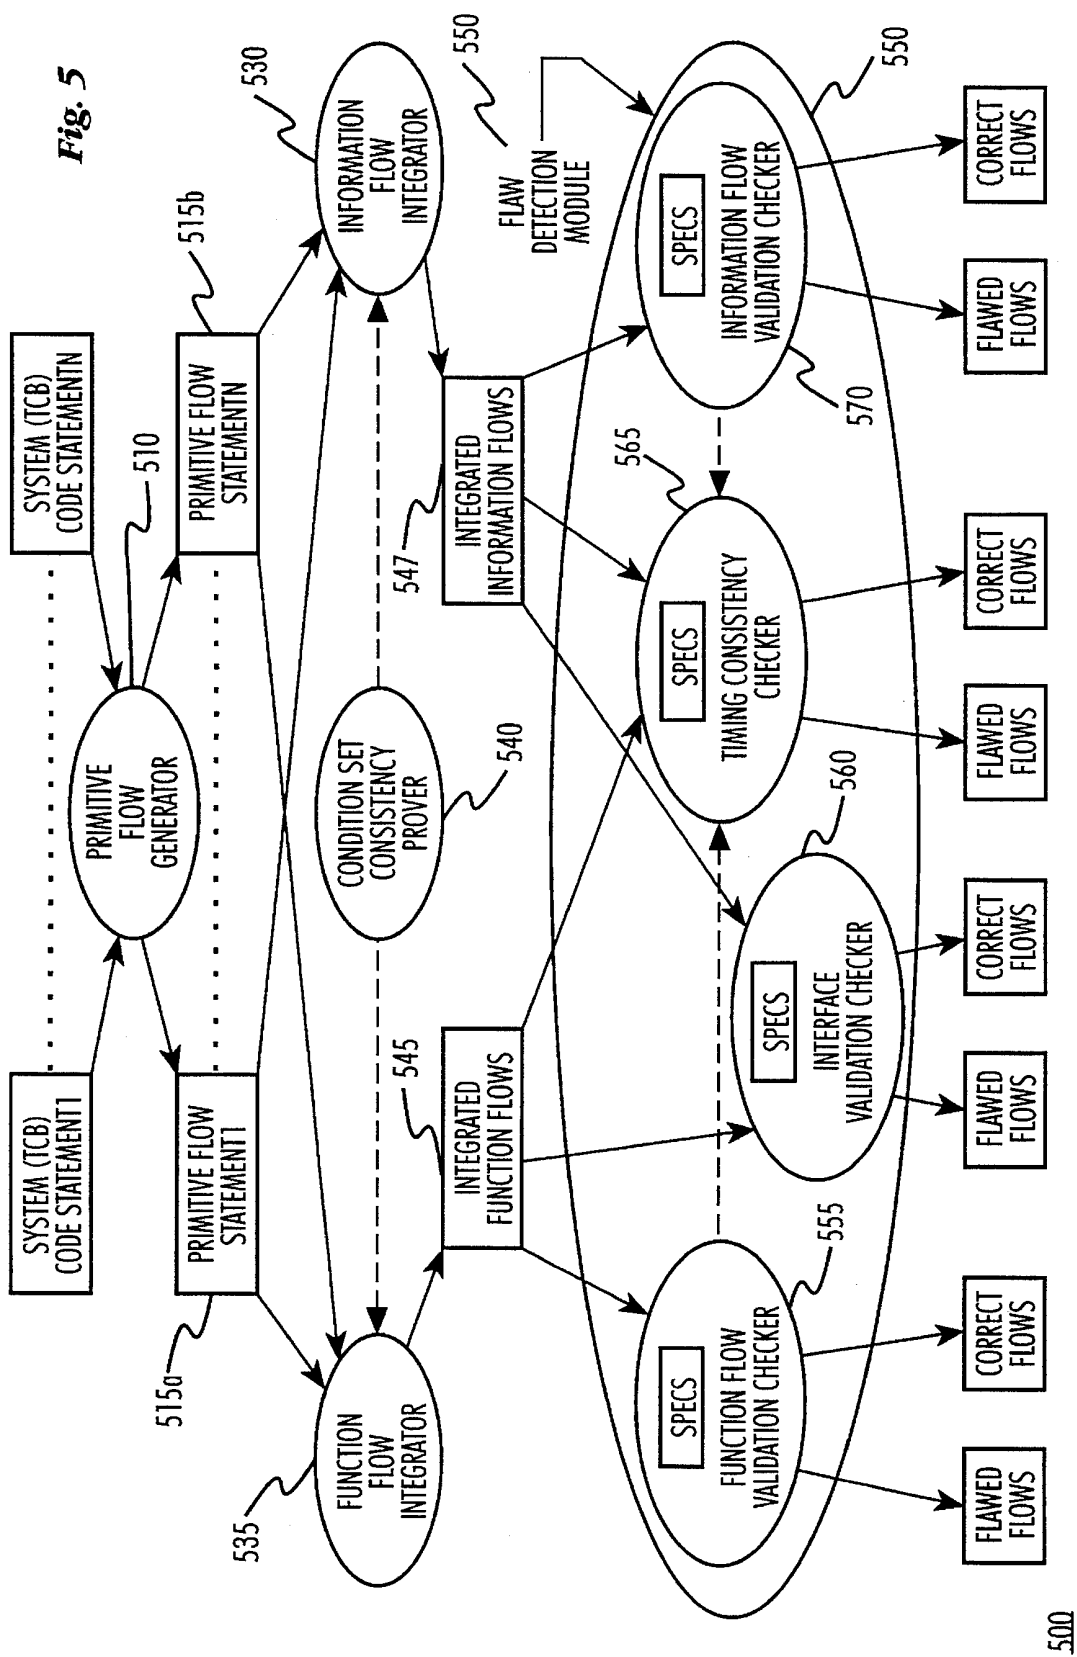 Fig. 5
SYSTEM (TCB)
CODE STATEMENT1
SYSTEM (TCB)
CODE STATEMENTN
PRIMITIVE
FLOW
GENERATOR
510
515a
PRIMITIVE FLOW
STATEMENT1
PRIMITIVE FLOW
STATEMENTN
515b
535
FUNCTION
FLOW
INTEGRATOR
CONDITION SET
CONSISTENCY
PROVER
540
INFORMATION
FLOW
INTEGRATOR
530
545
INTEGRATED
FUNCTION FLOWS
547
INTEGRATED
INFORMATION FLOWS
FLAW
DETECTION
MODULE
550
SPECS
FUNCTION FLOW
VALIDATION CHECKER
555
SPECS
INTERFACE
VALIDATION CHECKER
560
SPECS
TIMING CONSISTENCY
CHECKER
565
SPECS
INFORMATION FLOW
VALIDATION CHECKER
570
550
FLAWED
FLOWS
CORRECT
FLOWS
FLAWED
FLOWS
CORRECT
FLOWS
FLAWED
FLOWS
CORRECT
FLOWS
FLAWED
FLOWS
CORRECT
FLOWS
500